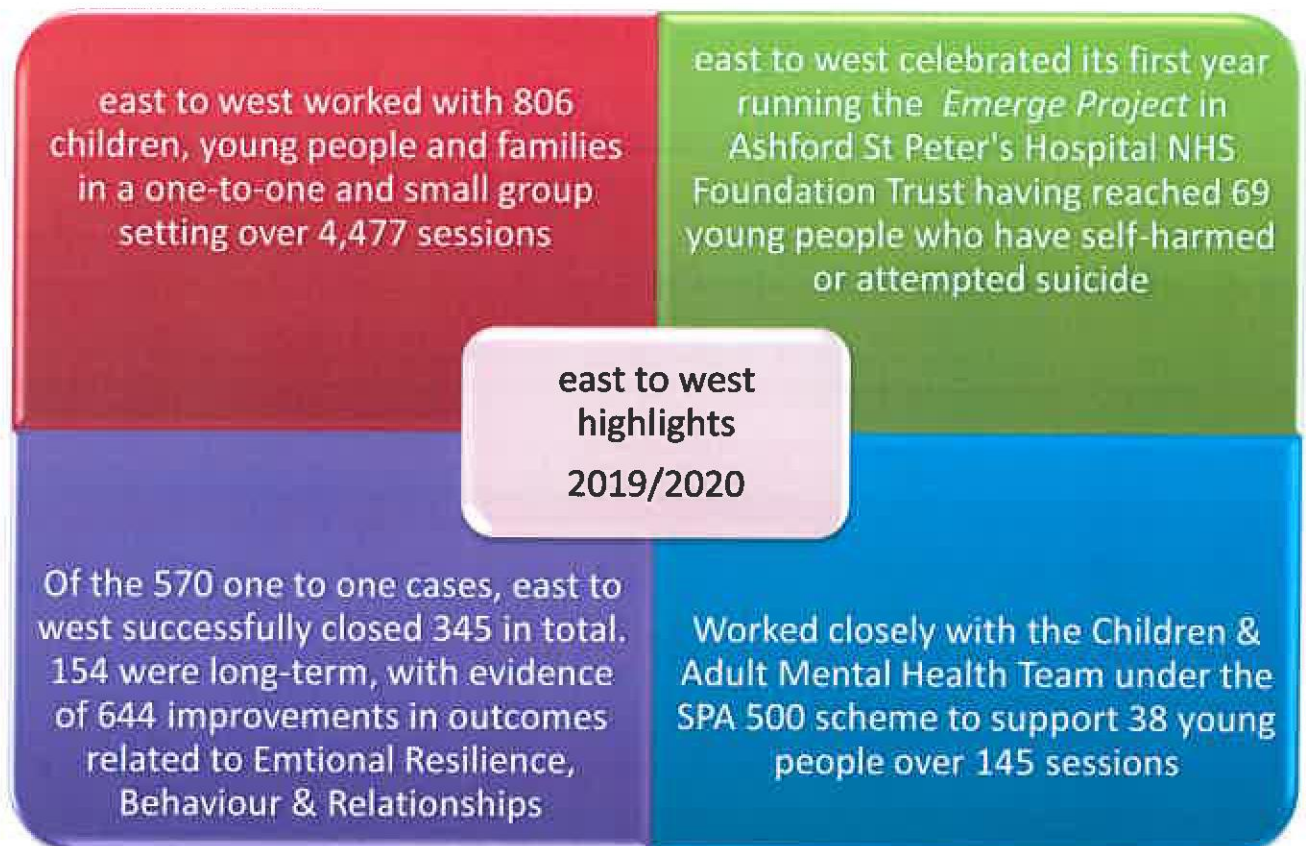 east to west worked with 806
children, young people and families
in a one-to-one and small group
setting over 4,477 sessions
east to west celebrated its first year
running the Emerge Project in
Ashford St Peter's Hospital NHS
Foundation Trust having reached 69
young people who have self-harmed
or attempted suicide
east to west
highlights
2019/2020
Of the 570 one to one cases, east to
west successfully closed 345 in total.
154 were long-term, with evidence
of 644 improvements in outcomes
related to Emtional Resilience,
Behaviour & Relationships
Worked closely with the Children &
Adult Mental Health Team under the
SPA 500 scheme to support 38 young
people over 145 sessions